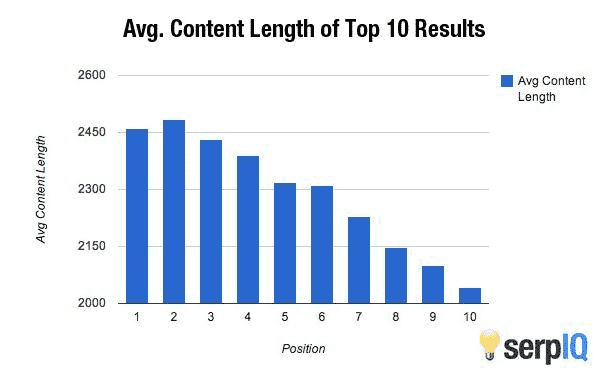 Avg. Content Length of Top 10 Results
2600
2450
2300
2150
2000
Avg Content Length
Avg Content
Length
1 2 3 4 5 6 7 8 9 10
Position
serpIQ